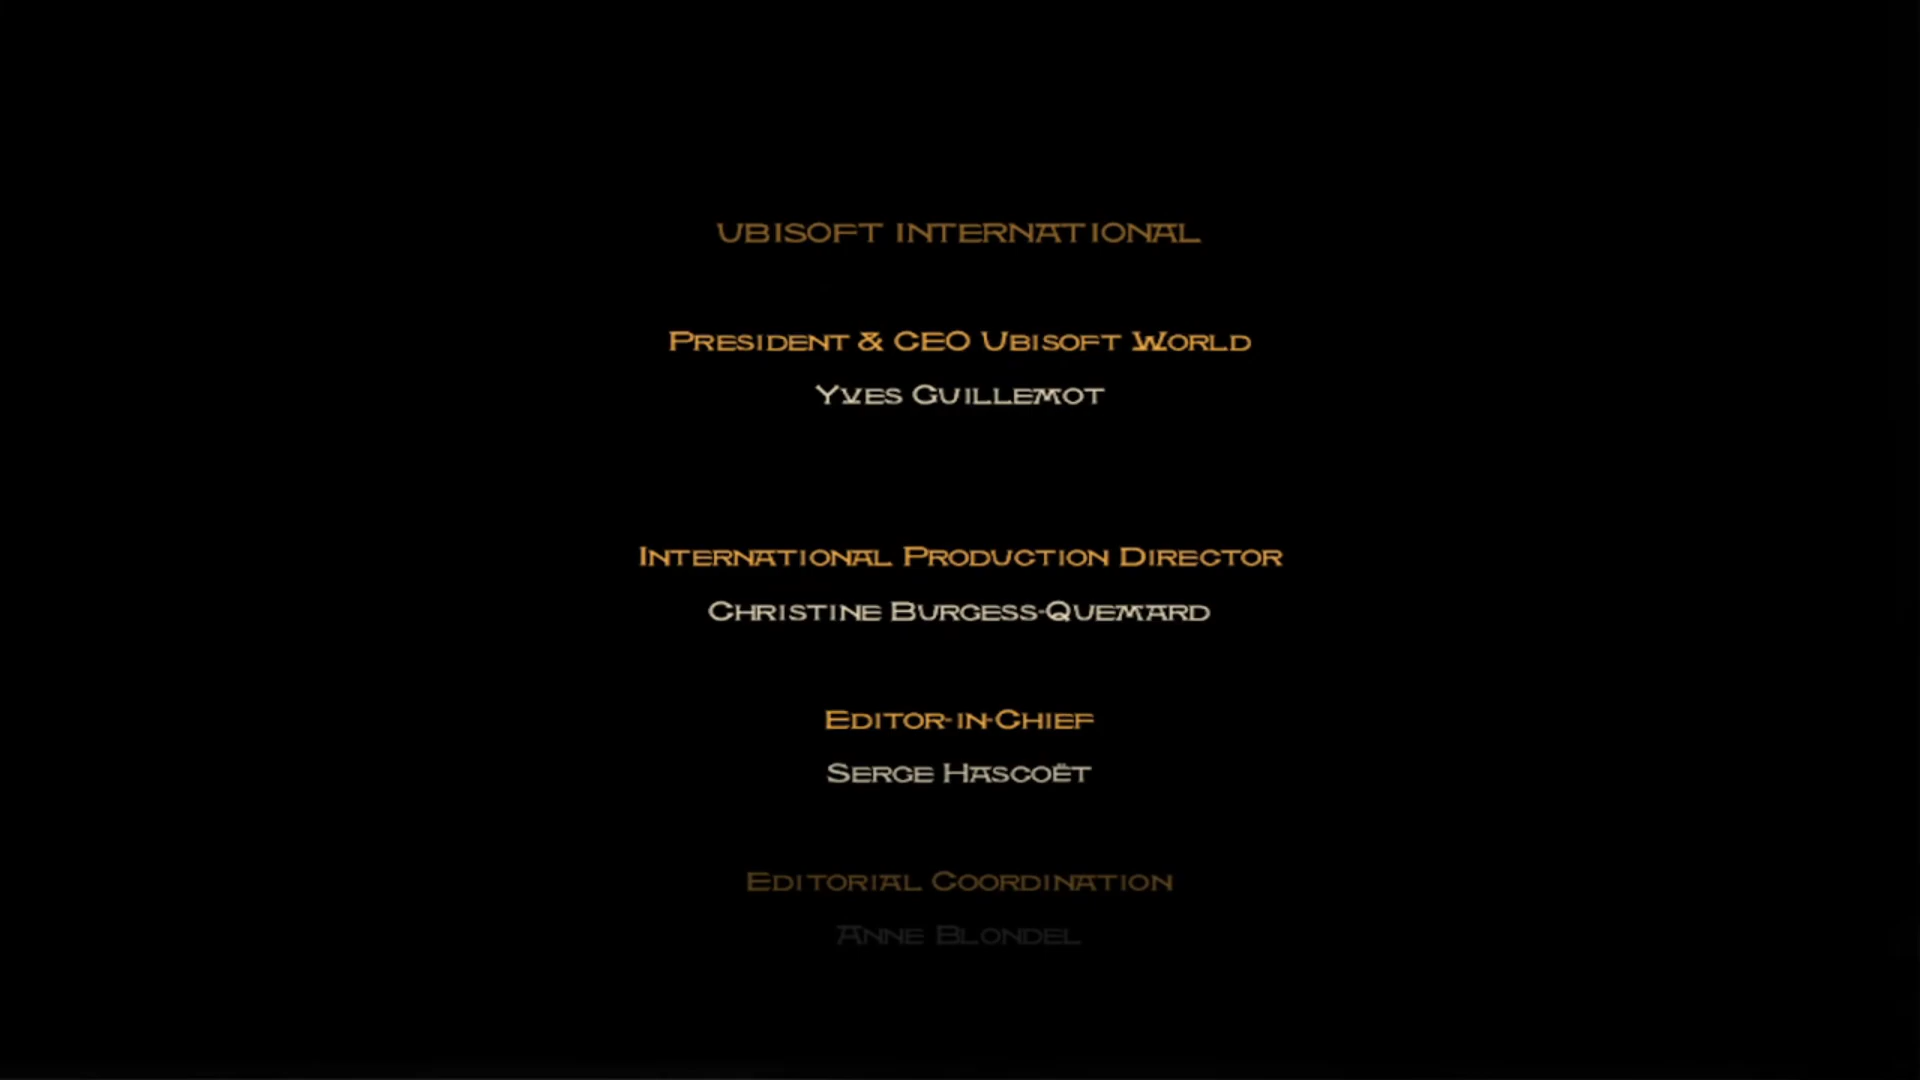 UBISOFT INTERNATIONAL
PRESIDENT & CEO UBISOFT WORLD
YVES GUILLEMOT
INTERNATIONAL PRODUCTION DIRECTOR
CHRISTINE BURGESS-QUEMARD
EDITOR-IN-CHIEF
SERGE HASCOËT
EDITORIAL COORDINATION
ANNE BLONDEL